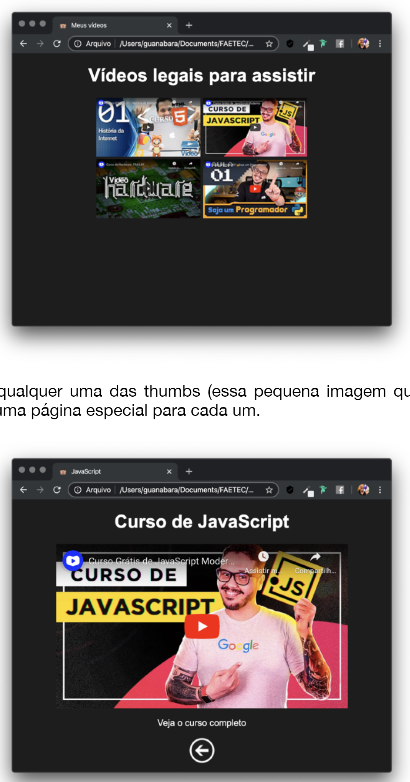 Meus vídeos
Arquivo /Users/guanabara/Documents/FAETEC/...
Vídeos legais para assistir
01
CURSO
5
História da
Internet
CURSO DE
JAVASCRIPT
JS
Vídeo
hardware
AULA
01
Seja um Programador
qualquer uma das thumbs (essa pequena imagem qu
uma página especial para cada um.
JavaScript
Arquivo /Users/guanabara/Documents/FAETEC/...
Curso de JavaScript
Curso Grátis de JavaScript Moder...
Assistir m...
Compartilh...
CURSO DE
JAVASCRIPT
JS
Google
Veja o curso completo